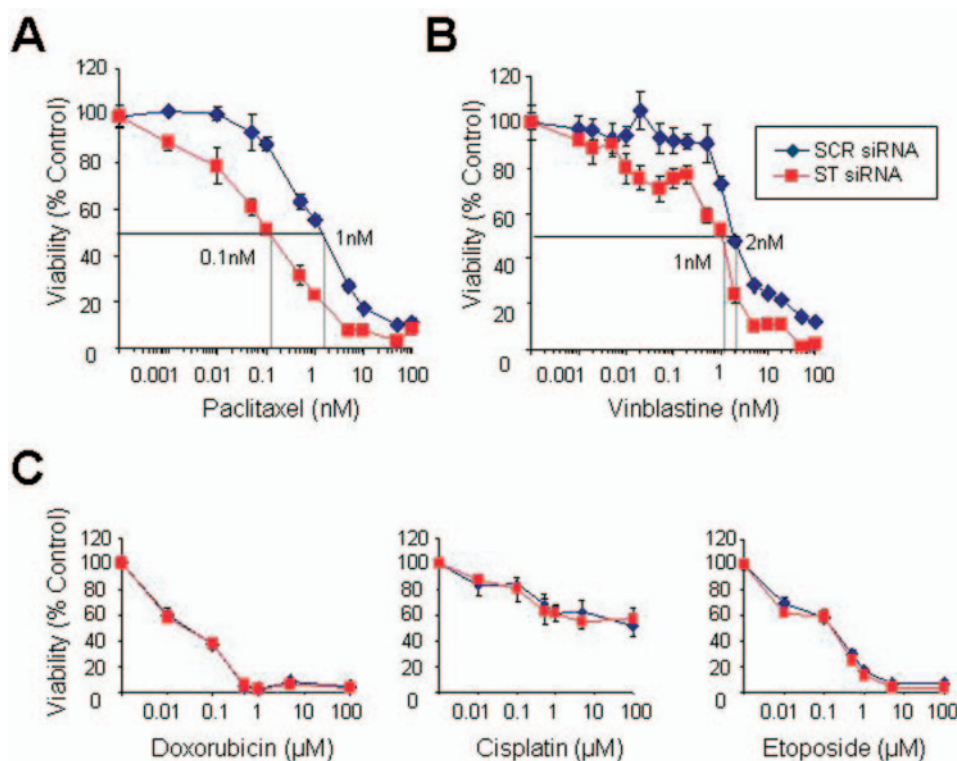 A
Viability (% Control)
120
100
80
60
40
20
0
0.1nM
1nM
0.001 0.01 0.1 1 10 100
Paclitaxel (nM)
B
Viability (% Control)
120
100
80
60
40
20
0
1nM
2nM
0.001 0.01 0.1 1 10 100
Vinblastine (nM)
SCR siRNA
ST siRNA
C
Viability (% Control)
120
100
80
60
40
20
0
0.01 0.1 1 10 100
Doxorubicin (µM)
120
100
80
60
40
20
0
0.01 0.1 1 10 100
Cisplatin (µM)
120
100
80
60
40
20
0
0.01 0.1 1 10 100
Etoposide (µM)